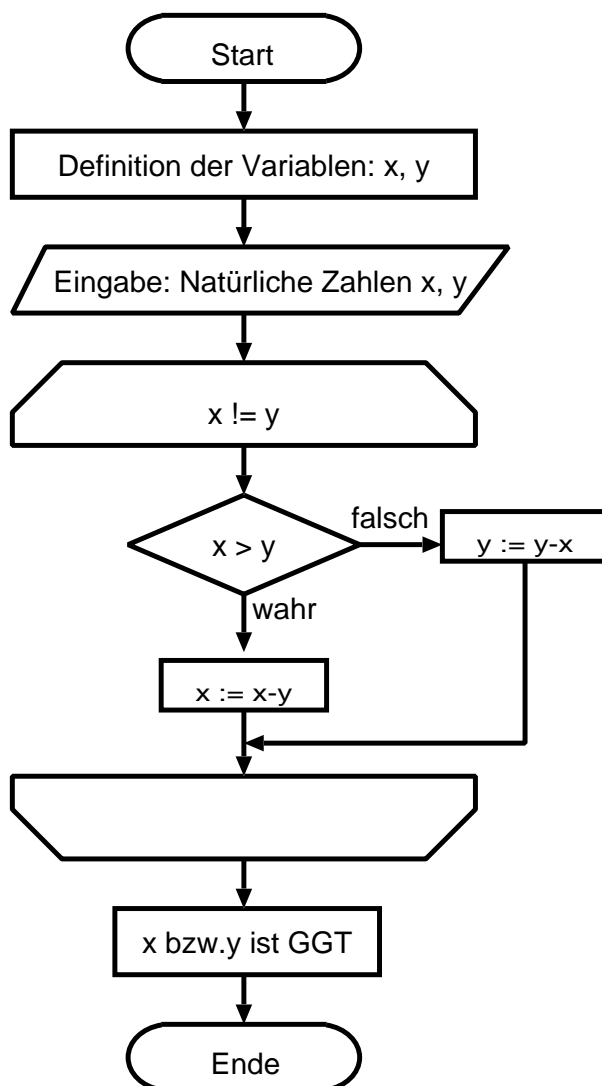 Start
Definition der Variablen: x, y
Eingabe: Natürliche Zahlen x, y
x != y
x > y
falsch
y := y-x
wahr
x := x-y
x bzw.y ist GGT
Ende